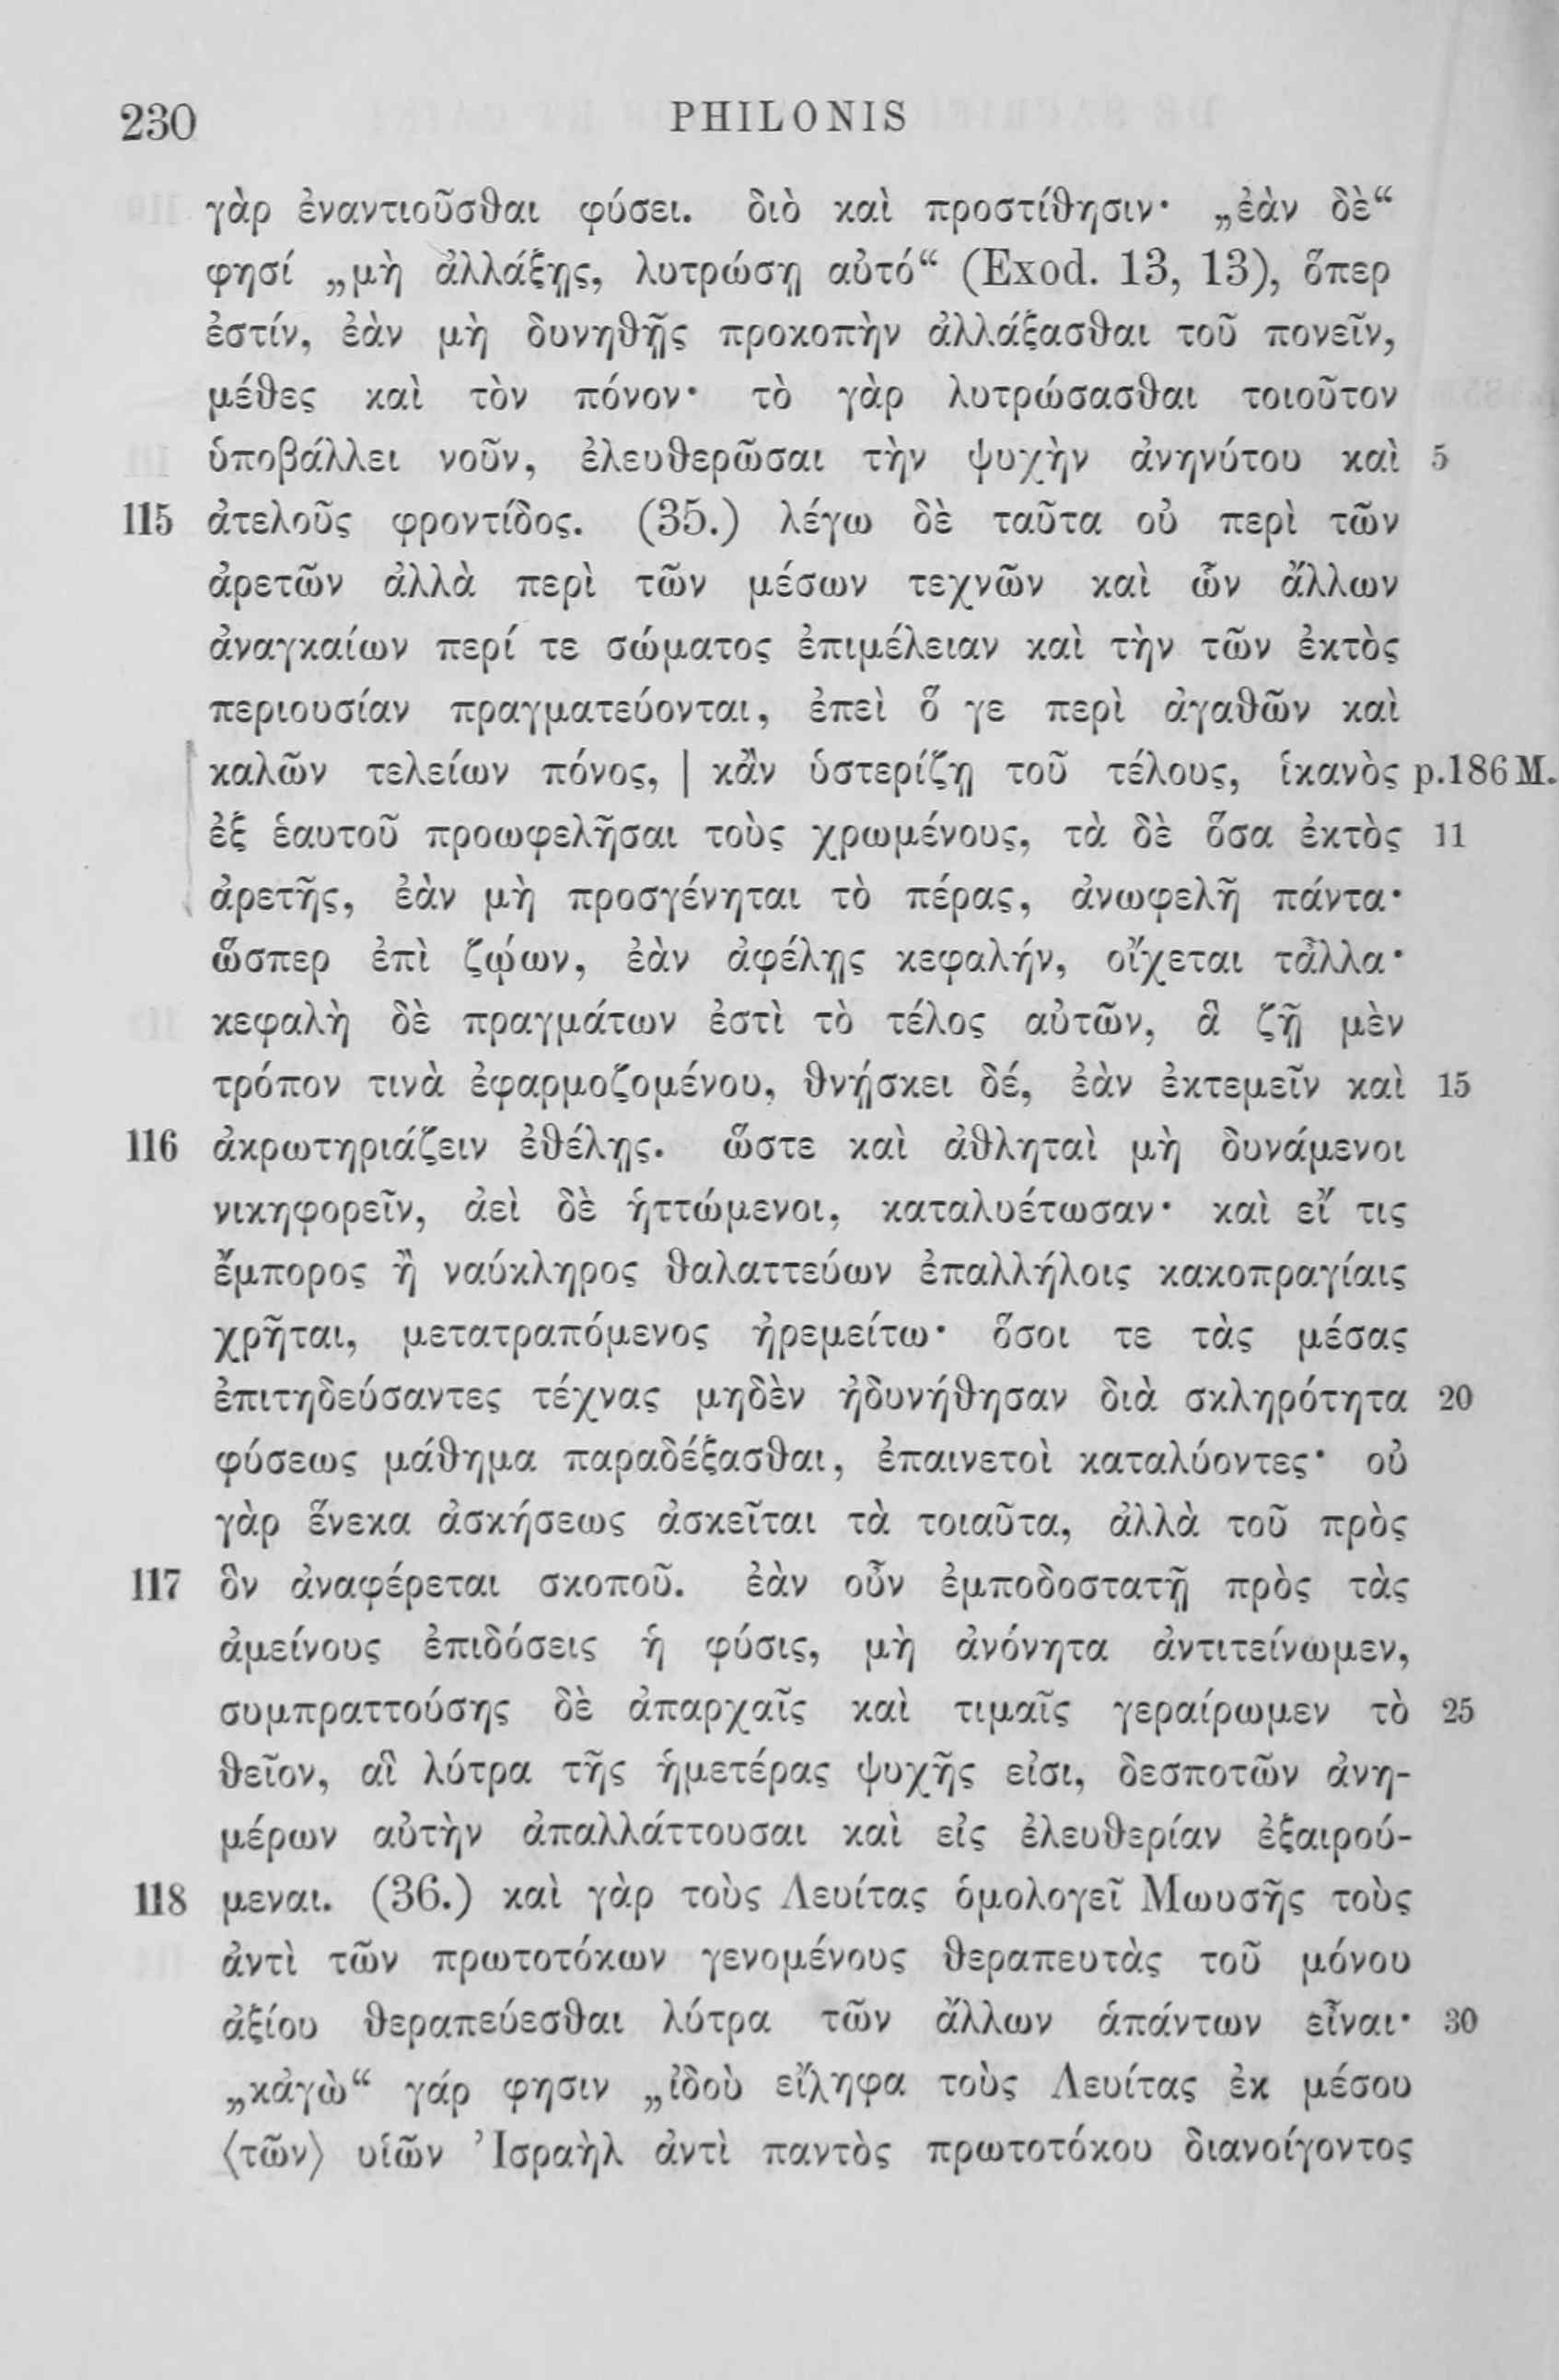 230 PHILONIS
γὰρ ἐναντιοῦσθαι φύσει. διὸ καὶ προστίθησιν· „ἐὰν δὲ“
φησί „μὴ ἀλλάξῃς, λυτρώσῃ αὐτό“ (Exod. 13, 13), ὅπερ
ἐστίν, ἐὰν μὴ δυνηθῇς προκοπὴν ἀλλάξασθαι τοῦ πονεῖν,
μέθες καὶ τὸν πόνον· τὸ γὰρ λυτρώσασθαι τοιοῦτον
ὑποβάλλει νοῦν, ἐλευθερῶσαι τὴν ψυχὴν ἀνηνύτου καὶ 5
115 ἀτελοῦς φροντίδος. (35.) λέγω δὲ ταῦτα οὐ περὶ τῶν
ἀρετῶν ἀλλὰ περὶ τῶν μέσων τεχνῶν καὶ ὧν ἄλλων
ἀναγκαίων περί τε σώματος ἐπιμέλειαν καὶ τὴν τῶν ἐκτὸς
περιουσίαν πραγματεύονται, ἐπεὶ ὅ γε περὶ ἀγαθῶν καὶ
καλῶν τελείων πόνος, | κἂν ὑστερίζῃ τοῦ τέλους, ἱκανὸς p.186 M.
ἐξ ἑαυτοῦ προωφελῆσαι τοὺς χρωμένους, τὰ δὲ ὅσα ἐκτὸς 11
ἀρετῆς, ἐὰν μὴ προσγένηται τὸ πέρας, ἀνωφελῆ πάντα·
ὥσπερ ἐπὶ ζῴων, ἐὰν ἀφέλῃς κεφαλήν, οἴχεται τἆλλα·
κεφαλὴ δὲ πραγμάτων ἐστὶ τὸ τέλος αὐτῶν, ἃ ζῇ μὲν
τρόπον τινὰ ἐφαρμοζομένου, θνῄσκει δέ, ἐὰν ἐκτεμεῖν καὶ 15
116 ἀκρωτηριάζειν ἐθέλῃς. ὥστε καὶ ἀθληταὶ μὴ δυνάμενοι
νικηφορεῖν, ἀεὶ δὲ ἡττώμενοι, καταλυέτωσαν· καὶ εἴ τις
ἔμπορος ἢ ναύκληρος θαλαττεύων ἐπαλλήλοις κακοπραγίαις
χρῆται, μετατραπόμενος ἠρεμείτω· ὅσοι τε τὰς μέσας
ἐπιτηδεύσαντες τέχνας μηδὲν ἠδυνήθησαν διὰ σκληρότητα 20
φύσεως μάθημα παραδέξασθαι, ἐπαινετοὶ καταλύοντες· οὐ
γὰρ ἕνεκα ἀσκήσεως ἀσκεῖται τὰ τοιαῦτα, ἀλλὰ τοῦ πρὸς
117 ὃν ἀναφέρεται σκοποῦ. ἐὰν οὖν ἐμποδοστατῇ πρὸς τὰς
ἀμείνους ἐπιδόσεις ἡ φύσις, μὴ ἀνόνητα ἀντιτείνωμεν,
συμπραττούσης δὲ ἀπαρχαῖς καὶ τιμαῖς γεραίρωμεν τὸ 25
θεῖον, αἳ λύτρα τῆς ἡμετέρας ψυχῆς εἰσι, δεσποτῶν ἀνη-
μέρων αὐτὴν ἀπαλλάττουσαι καὶ εἰς ἐλευθερίαν ἐξαιρού-
118 μεναι. (36.) καὶ γὰρ τοὺς Λευίτας ὁμολογεῖ Μωυσῆς τοὺς
ἀντὶ τῶν πρωτοτόκων γενομένους θεραπευτὰς τοῦ μόνου
ἀξίου θεραπεύεσθαι λύτρα τῶν ἄλλων ἁπάντων εἶναι· 30
„κἀγὼ“ γάρ φησιν „ἰδοὺ εἴληφα τοὺς Λευίτας ἐκ μέσου
⟨τῶν⟩ υἱῶν Ἰσραὴλ ἀντὶ παντὸς πρωτοτόκου διανοίγοντος